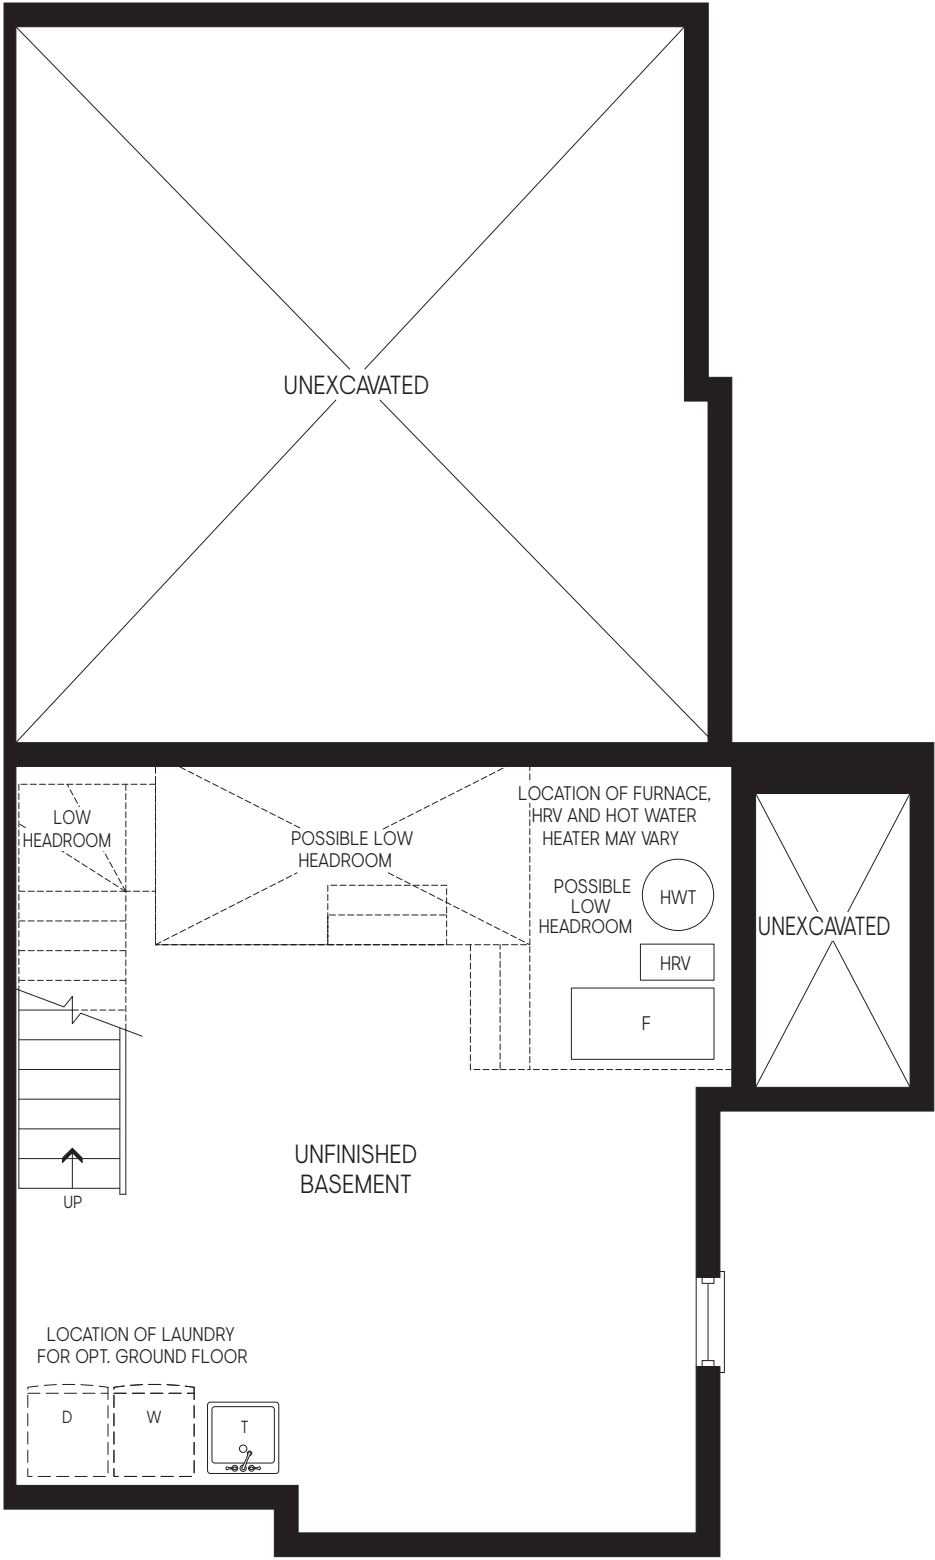 UNEXCAVATED
LOW
HEADROOM
POSSIBLE LOW
HEADROOM
LOCATION OF FURNACE,
HRV AND HOT WATER
HEATER MAY VARY
POSSIBLE
LOW
HEADROOM
HWT
HRV
F
UNEXCAVATED
UNFINISHED
BASEMENT
UP
LOCATION OF LAUNDRY
FOR OPT. GROUND FLOOR
D
W
T